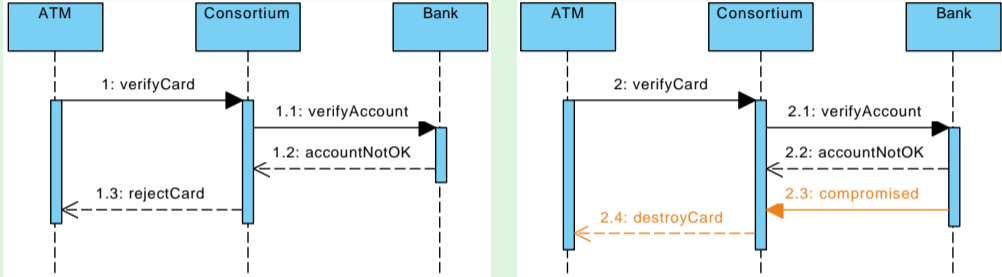 ATM
Consortium
Bank
1: verifyCard
1.1: verifyAccount
1.2: accountNotOK
1.3: rejectCard
ATM
Consortium
Bank
2: verifyCard
2.1: verifyAccount
2.2: accountNotOK
2.3: compromised
2.4: destroyCard